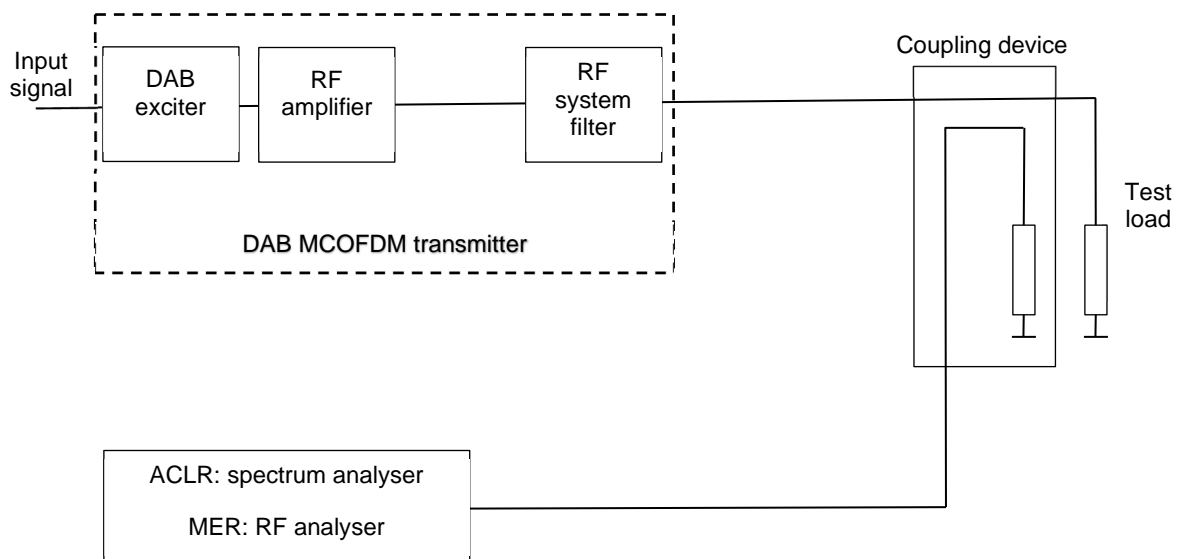 Input
signal
DAB
exciter
RF
amplifier
RF
system
filter
Coupling device
Test
load
DAB MCOFDM transmitter
ACLR: spectrum analyser
MER: RF analyser